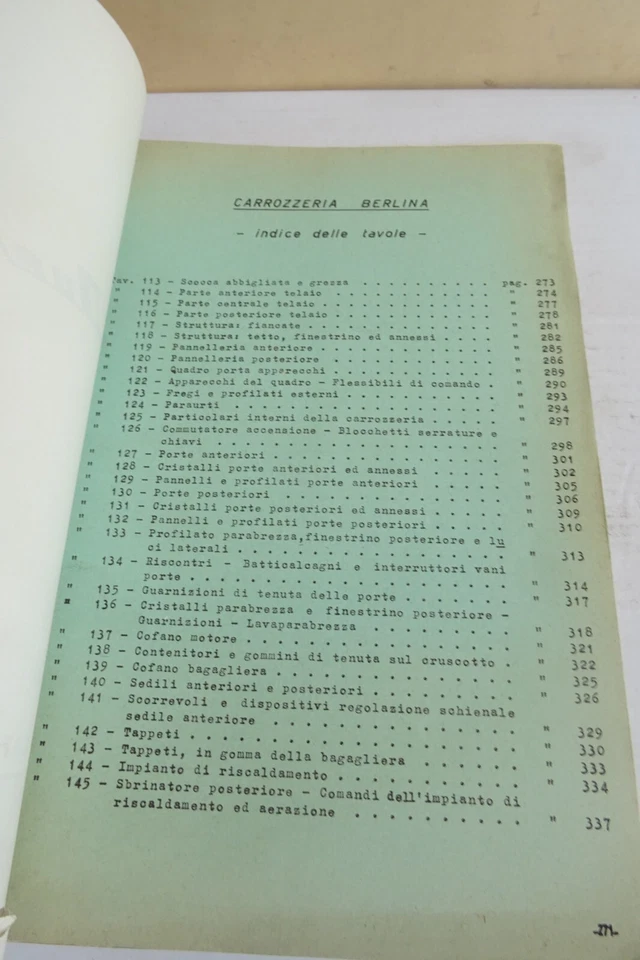 CARROZZERIA BERLINA
- indice delle tavole -
Tav. 113 - Scocca abbigliata e grezza . . . . . . . . . . pag. 273
" 114 - Parte anteriore telaio . . . . . . . . . . . . " 274
" 115 - Parte centrale telaio . . . . . . . . . . . . " 277
" 116 - Parte posteriore telaio . . . . . . . . . . . " 278
" 117 - Struttura: fiancate . . . . . . . . . . . . . " 281
" 118 - Struttura: tetto, finestrino ed annessi . . . . " 282
" 119 - Pannelleria anteriore . . . . . . . . . . . . " 285
" 120 - Pannelleria posteriore . . . . . . . . . . . " 286
" 121 - Quadro porta apparecchi . . . . . . . . . . . " 289
" 122 - Apparecchi del quadro - Flessibili di comando . " 290
" 123 - Fregi e profilati esterni . . . . . . . . . . " 293
" 124 - Paraurti . . . . . . . . . . . . . . . . . . " 294
" 125 - Particolari interni della carrozzeria . . . . . " 297
" 126 - Commutatore accensione - Blocchetti serrature e
chiavi . . . . . . . . . . . . . . . . . . " 298
" 127 - Porte anteriori . . . . . . . . . . . . . . . " 301
" 128 - Cristalli porte anteriori ed annessi . . . . . " 302
" 129 - Pannelli e profilati porte anteriori . . . . . " 305
" 130 - Porte posteriori . . . . . . . . . . . . . . " 306
" 131 - Cristalli porte posteriori ed annessi . . . . . " 309
" 132 - Pannelli e profilati porte posteriori . . . . . " 310
" 133 - Profilato parabrezza,finestrino posteriore e lu
ci laterali . . . . . . . . . . . . . . . . " 313
" 134 - Riscontri - Batticalcagni e interruttori vani
porte . . . . . . . . . . . . . . . . . . . " 314
" 135 - Guarnizioni di tenuta delle porte . . . . . . . " 317
" 136 - Cristalli parabrezza e finestrino posteriore -
Guarnizioni - Lavaparabrezza . . . . . . . . " 318
" 137 - Cofano motore . . . . . . . . . . . . . . . . " 321
" 138 - Contenitori e gommini di tenuta sul cruscotto . " 322
" 139 - Cofano bagagliera . . . . . . . . . . . . . . " 325
" 140 - Sedili anteriori e posteriori . . . . . . . . . " 326
" 141 - Scorrevoli e dispositivi regolazione schienale
sedile anteriore . . . . . . . . . . . . . . " 329
" 142 - Tappeti . . . . . . . . . . . . . . . . . . . " 330
" 143 - Tappeti, in gomma della bagagliera . . . . . . " 333
" 144 - Impianto di riscaldamento . . . . . . . . . . " 334
" 145 - Sbrinatore posteriore - Comandi dell'impianto di
riscaldamento ed aerazione . . . . . . . . . . " 337
-271-